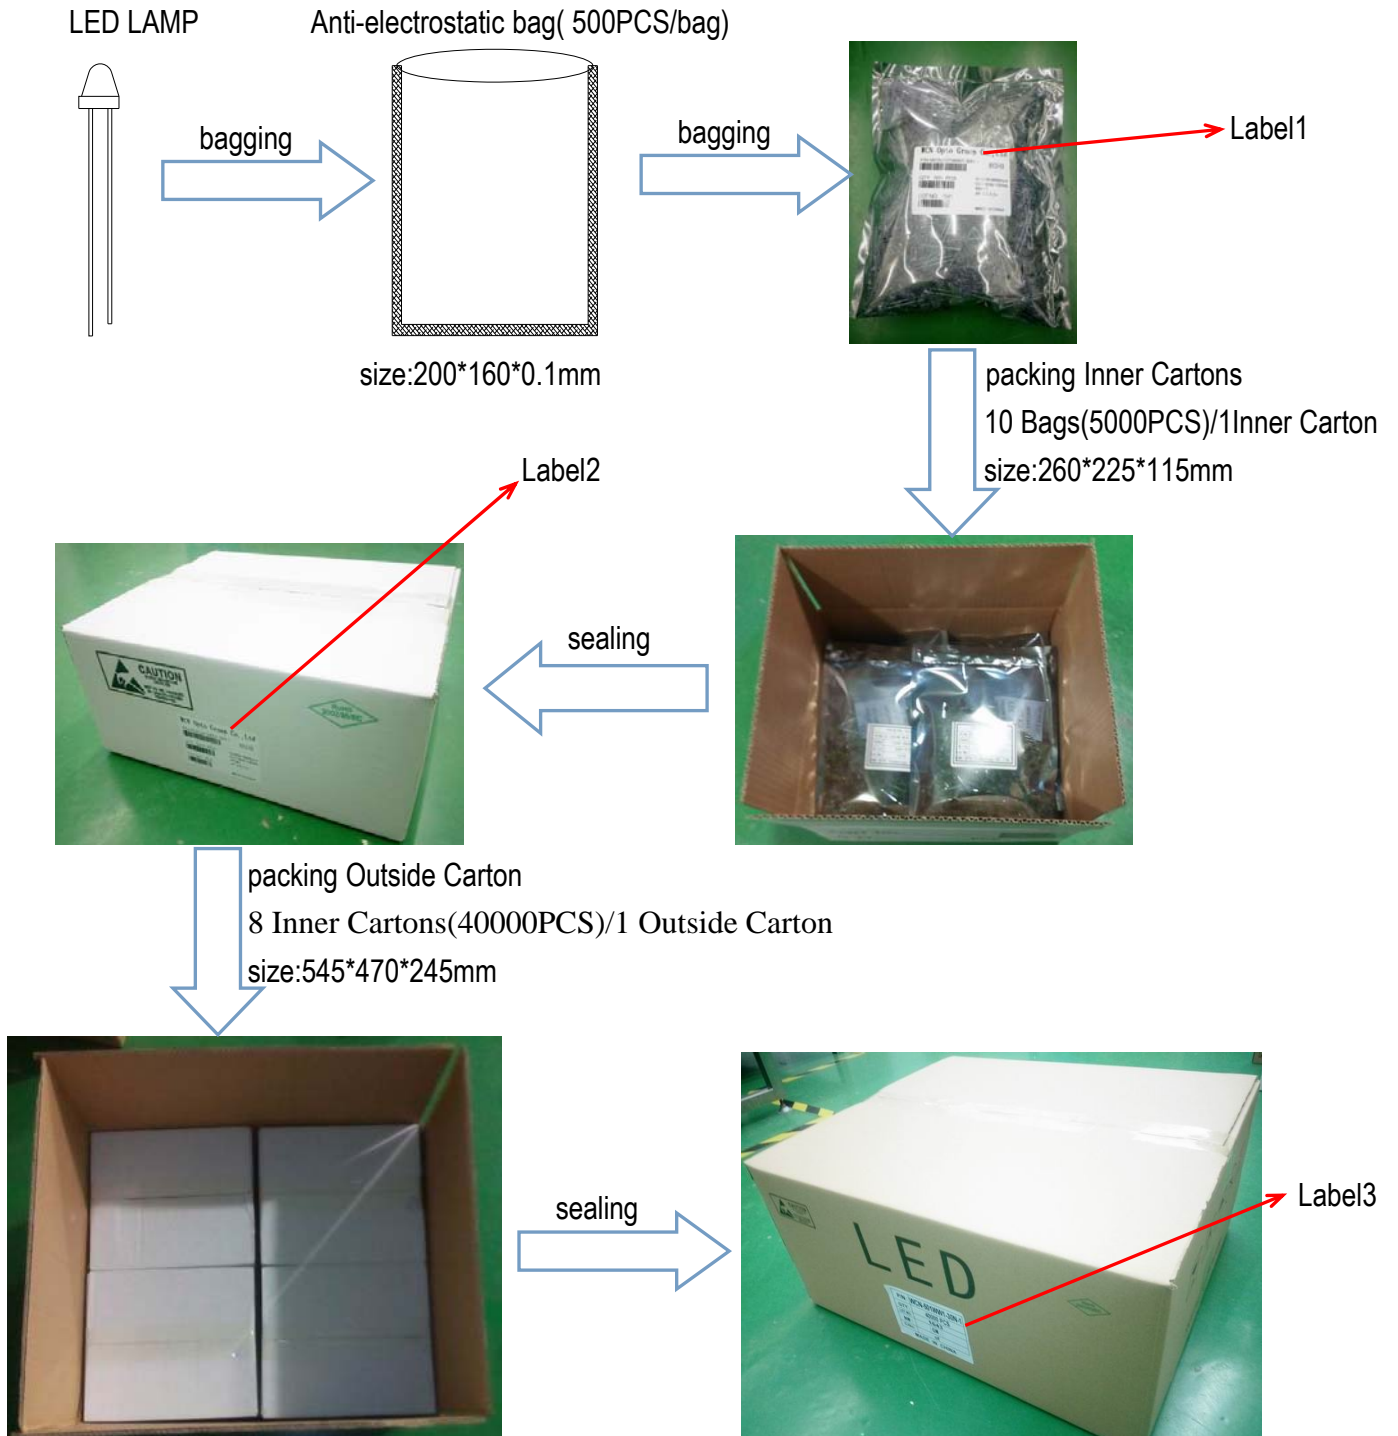 LED LAMP
Anti-electrostatic bag( 500PCS/bag)
bagging
bagging
Label1
size:200*160*0.1mm
packing Inner Cartons
10 Bags(5000PCS)/1Inner Carton
size:260*225*115mm
Label2
sealing
CAUTION
packing Outside Carton
8 Inner Cartons(40000PCS)/1 Outside Carton
size:545*470*245mm
sealing
Label3
LED